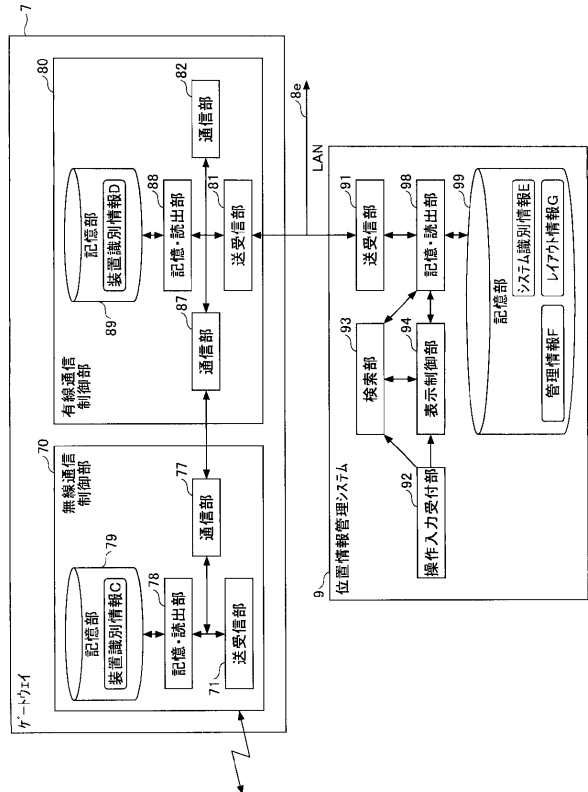 ゲートウェイ
7
70
無線通信
制御部
79
記憶部
装置識別情報C
78
記憶・読出部
71
送受信部
77
通信部
80
有線通信
制御部
89
記憶部
装置識別情報D
88
記憶・読出部
81
送受信部
82
通信部
87
通信部
8e
LAN
9
位置情報管理システム
91
送受信部
92
操作入力受付部
93
検索部
94
表示制御部
98
記憶・読出部
99
記憶部
管理情報F
システム識別情報E
レイアウト情報G